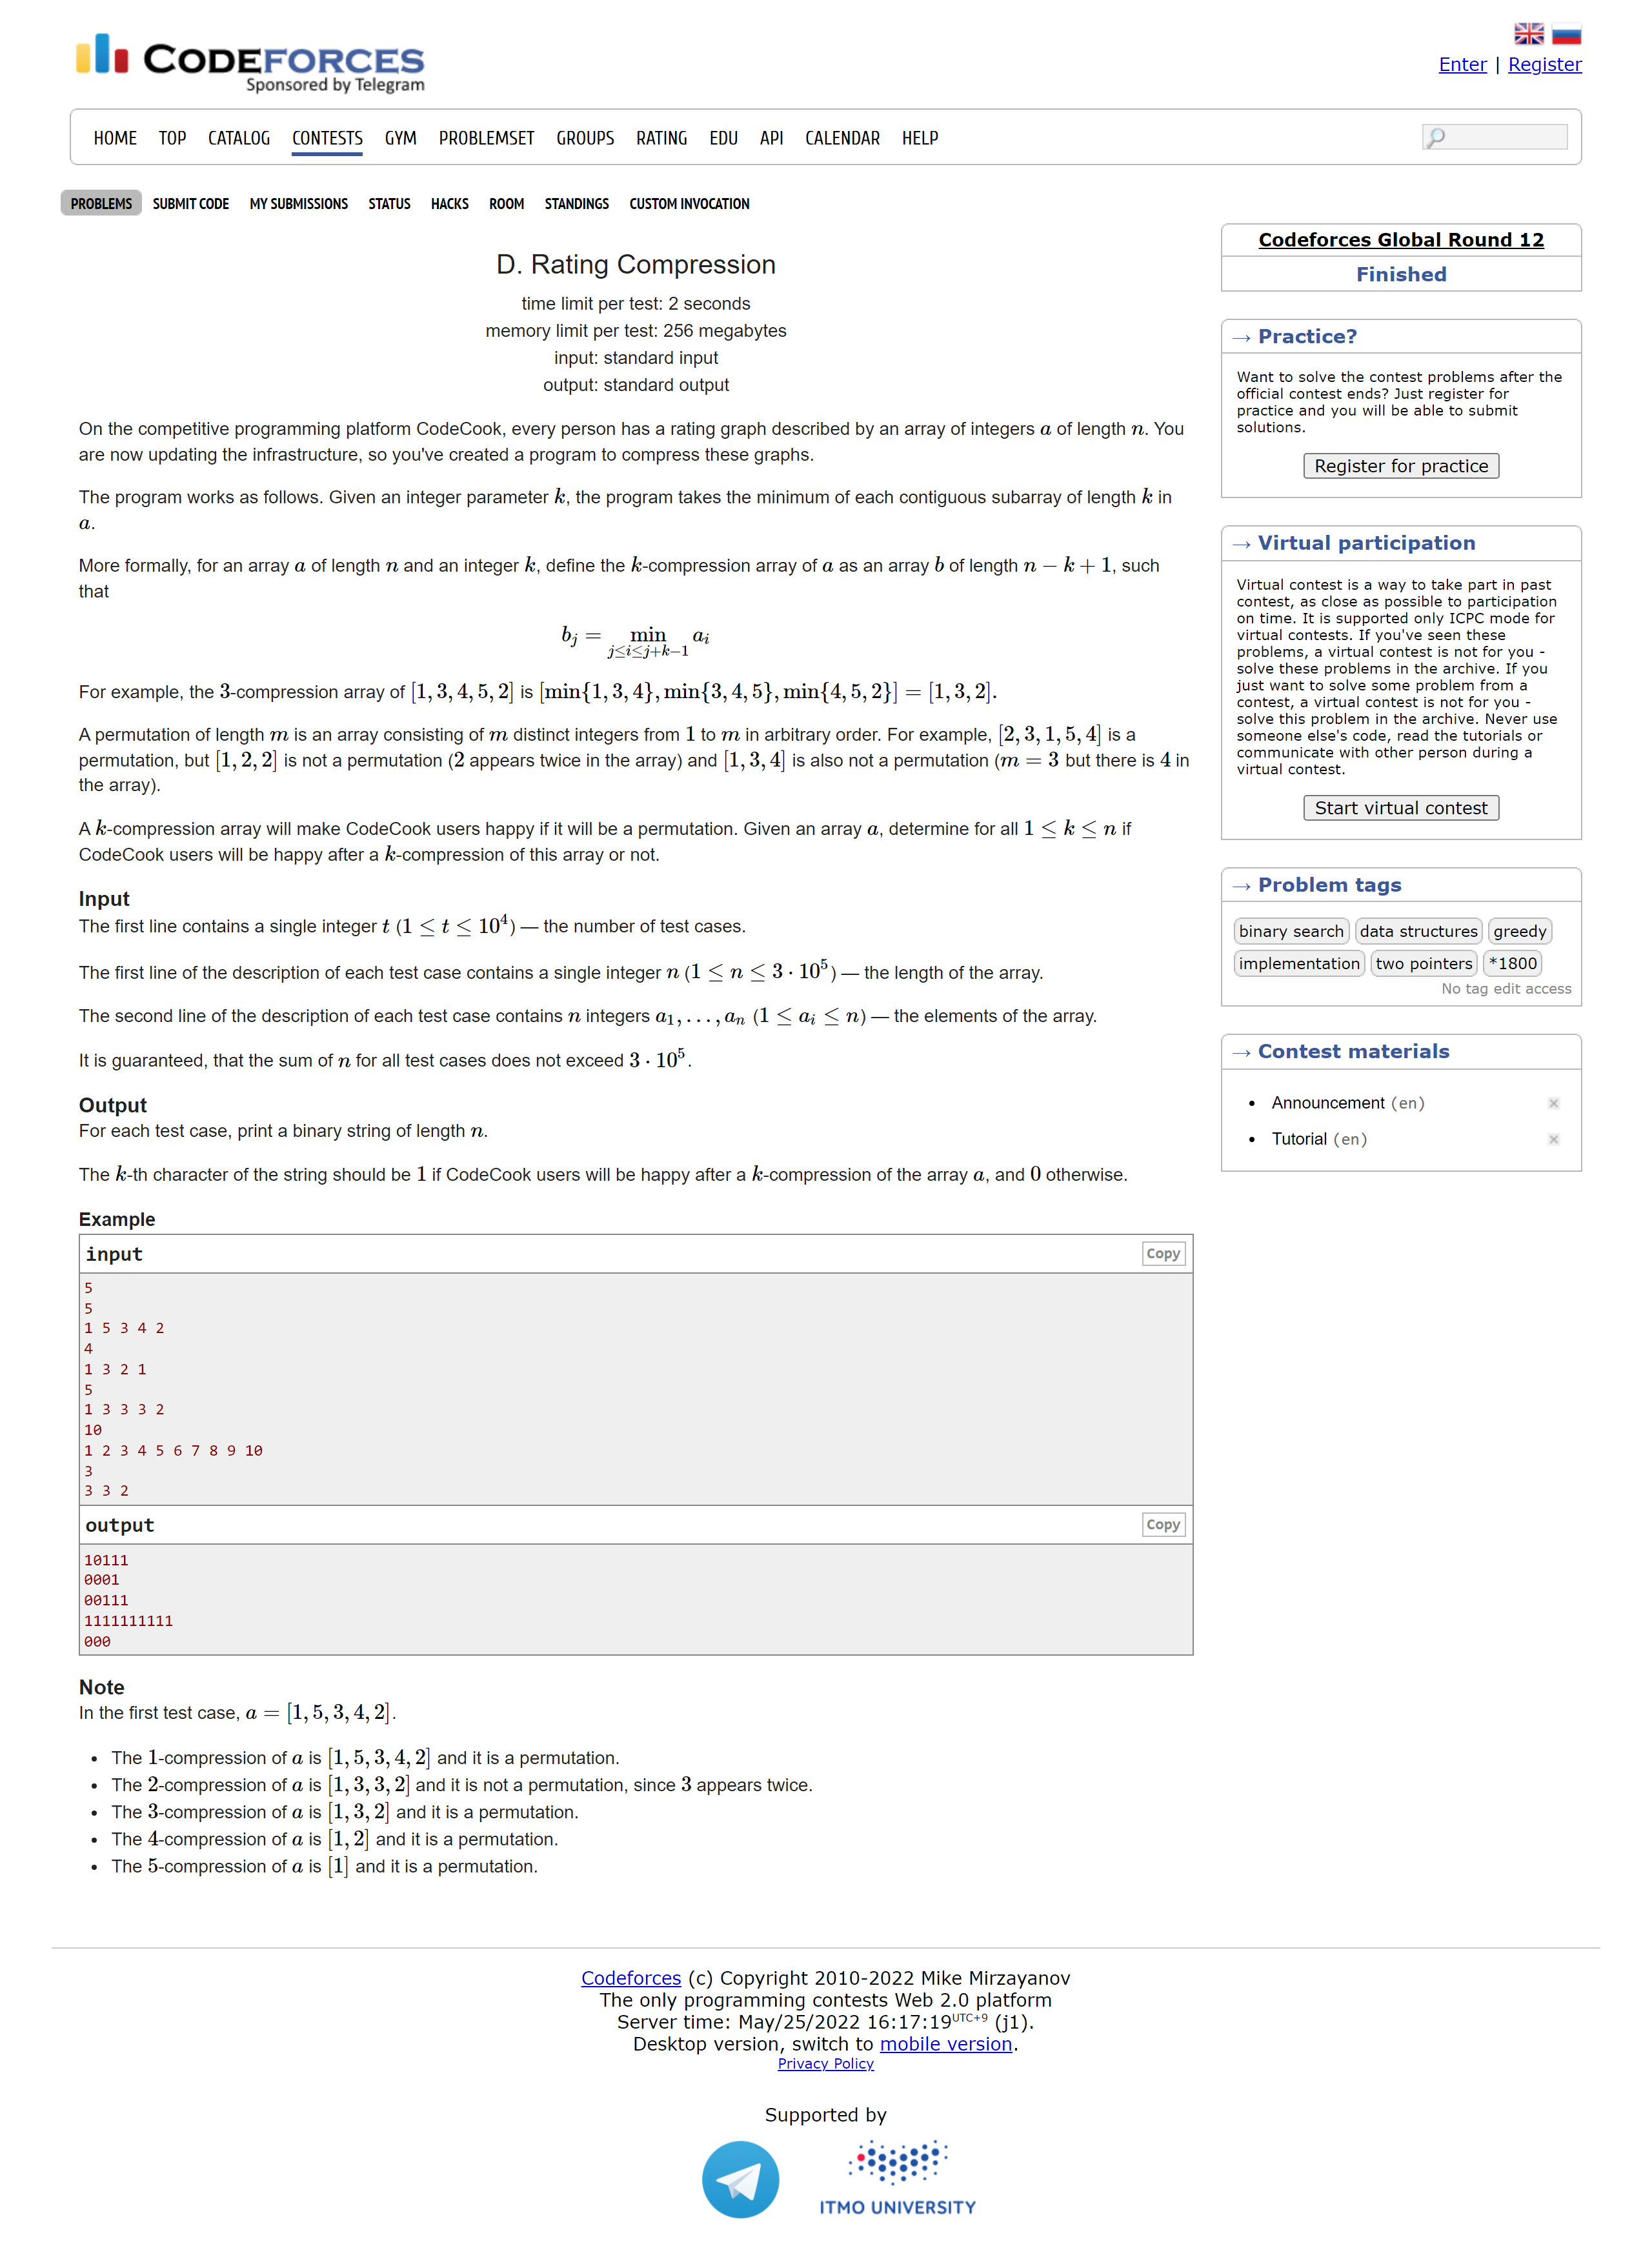 CODEFORCES
Sponsored by Telegram
Enter | Register
HOME TOP CATALOG CONTESTS GYM PROBLEMSET GROUPS RATING EDU API CALENDAR HELP
PROBLEMS SUBMIT CODE MY SUBMISSIONS STATUS HACKS ROOM STANDINGS CUSTOM INVOCATION
D. Rating Compression
time limit per test: 2 seconds
memory limit per test: 256 megabytes
input: standard input
output: standard output
On the competitive programming platform CodeCook, every person has a rating graph described by an array of integers a of length n. You
are now updating the infrastructure, so you've created a program to compress these graphs.
The program works as follows. Given an integer parameter k, the program takes the minimum of each contiguous subarray of length k in
a.
More formally, for an array a of length n and an integer k, define the k-compression array of a as an array b of length n − k + 1, such
that
b_j = min_{j≤i≤j+k−1} a_i
For example, the 3-compression array of [1, 3, 4, 5, 2] is [min{1, 3, 4}, min{3, 4, 5}, min{4, 5, 2}] = [1, 3, 2].
A permutation of length m is an array consisting of m distinct integers from 1 to m in arbitrary order. For example, [2, 3, 1, 5, 4] is a
permutation, but [1, 2, 2] is not a permutation (2 appears twice in the array) and [1, 3, 4] is also not a permutation (m = 3 but there is 4 in
the array).
A k-compression array will make CodeCook users happy if it will be a permutation. Given an array a, determine for all 1 ≤ k ≤ n if
CodeCook users will be happy after a k-compression of this array or not.
Input
The first line contains a single integer t (1 ≤ t ≤ 10^4) — the number of test cases.
The first line of the description of each test case contains a single integer n (1 ≤ n ≤ 3 · 10^5) — the length of the array.
The second line of the description of each test case contains n integers a_1, …, a_n (1 ≤ a_i ≤ n) — the elements of the array.
It is guaranteed, that the sum of n for all test cases does not exceed 3 · 10^5.
Output
For each test case, print a binary string of length n.
The k-th character of the string should be 1 if CodeCook users will be happy after a k-compression of the array a, and 0 otherwise.
Example
input
Copy
5
5
1 5 3 4 2
4
1 3 2 1
5
1 3 3 3 2
10
1 2 3 4 5 6 7 8 9 10
3
3 3 2
output
Copy
10111
0001
00111
1111111111
000
Note
In the first test case, a = [1, 5, 3, 4, 2].
• The 1-compression of a is [1, 5, 3, 4, 2] and it is a permutation.
• The 2-compression of a is [1, 3, 3, 2] and it is not a permutation, since 3 appears twice.
• The 3-compression of a is [1, 3, 2] and it is a permutation.
• The 4-compression of a is [1, 2] and it is a permutation.
• The 5-compression of a is [1] and it is a permutation.
Codeforces Global Round 12
Finished
→ Practice?
Want to solve the contest problems after the
official contest ends? Just register for
practice and you will be able to submit
solutions.
Register for practice
→ Virtual participation
Virtual contest is a way to take part in past
contest, as close as possible to participation
on time. It is supported only ICPC mode for
virtual contests. If you've seen these
problems, a virtual contest is not for you -
solve these problems in the archive. If you
just want to solve some problem from a
contest, a virtual contest is not for you -
solve this problem in the archive. Never use
someone else's code, read the tutorials or
communicate with other person during a
virtual contest.
Start virtual contest
→ Problem tags
binary search data structures greedy
implementation two pointers *1800
No tag edit access
→ Contest materials
• Announcement (en)
• Tutorial (en)
Codeforces (c) Copyright 2010-2022 Mike Mirzayanov
The only programming contests Web 2.0 platform
Server time: May/25/2022 16:17:19 UTC+9 (j1).
Desktop version, switch to mobile version.
Privacy Policy
Supported by
ITMO UNIVERSITY